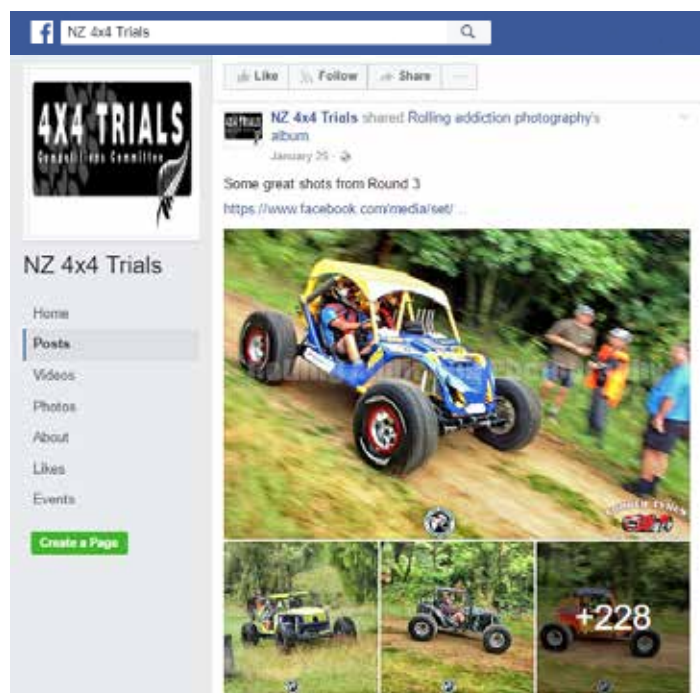 f NZ 4x4 Trials
4X4 TRIALS
Committee
NZ 4x4 Trials
Home
Posts
Videos
Photos
About
Likes
Events
Create a Page
Like Follow Share ...
NZ 4x4 Trials shared Rolling addiction photography's
album
January 25 ·
Some great shots from Round 3
https://www.facebook.com/media/set/...
+228